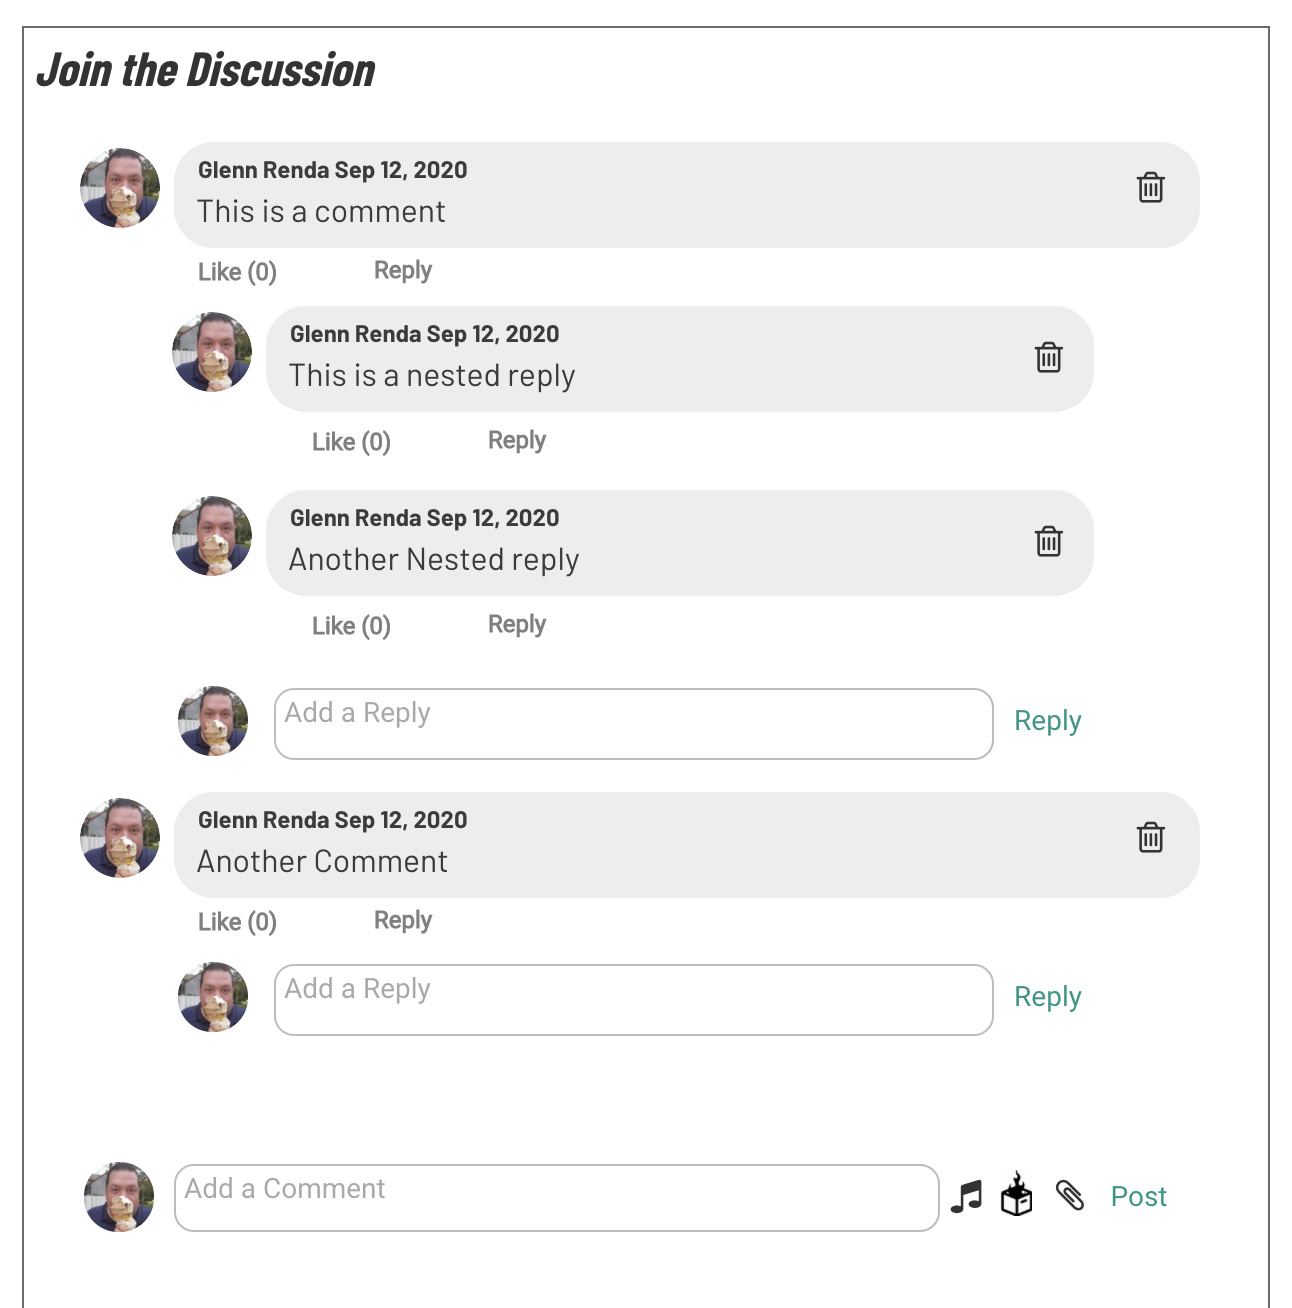 Join the Discussion
Glenn Renda Sep 12, 2020
This is a comment
Like (0) Reply
Glenn Renda Sep 12, 2020
This is a nested reply
Like (0) Reply
Glenn Renda Sep 12, 2020
Another Nested reply
Like (0) Reply
Add a Reply Reply
Glenn Renda Sep 12, 2020
Another Comment
Like (0) Reply
Add a Reply Reply
Add a Comment Post